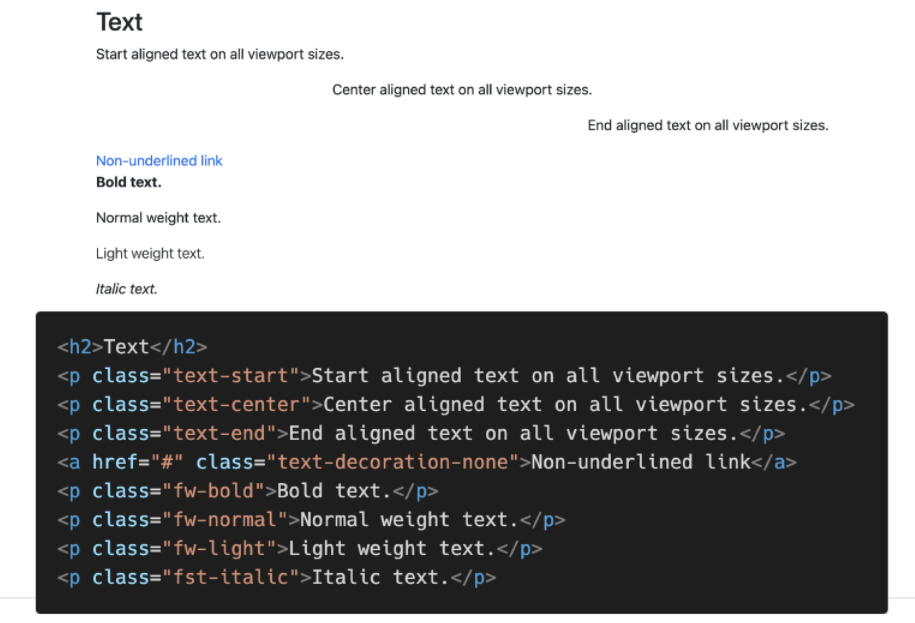 Text
Start aligned text on all viewport sizes.
Center aligned text on all viewport sizes.
End aligned text on all viewport sizes.
Non-underlined link
Bold text.
Normal weight text.
Light weight text.
Italic text.
<h2>Text</h2>
<p class="text-start">Start aligned text on all viewport sizes.</p>
<p class="text-center">Center aligned text on all viewport sizes.</p>
<p class="text-end">End aligned text on all viewport sizes.</p>
<a href="#" class="text-decoration-none">Non-underlined link</a>
<p class="fw-bold">Bold text.</p>
<p class="fw-normal">Normal weight text.</p>
<p class="fw-light">Light weight text.</p>
<p class="fst-italic">Italic text.</p>